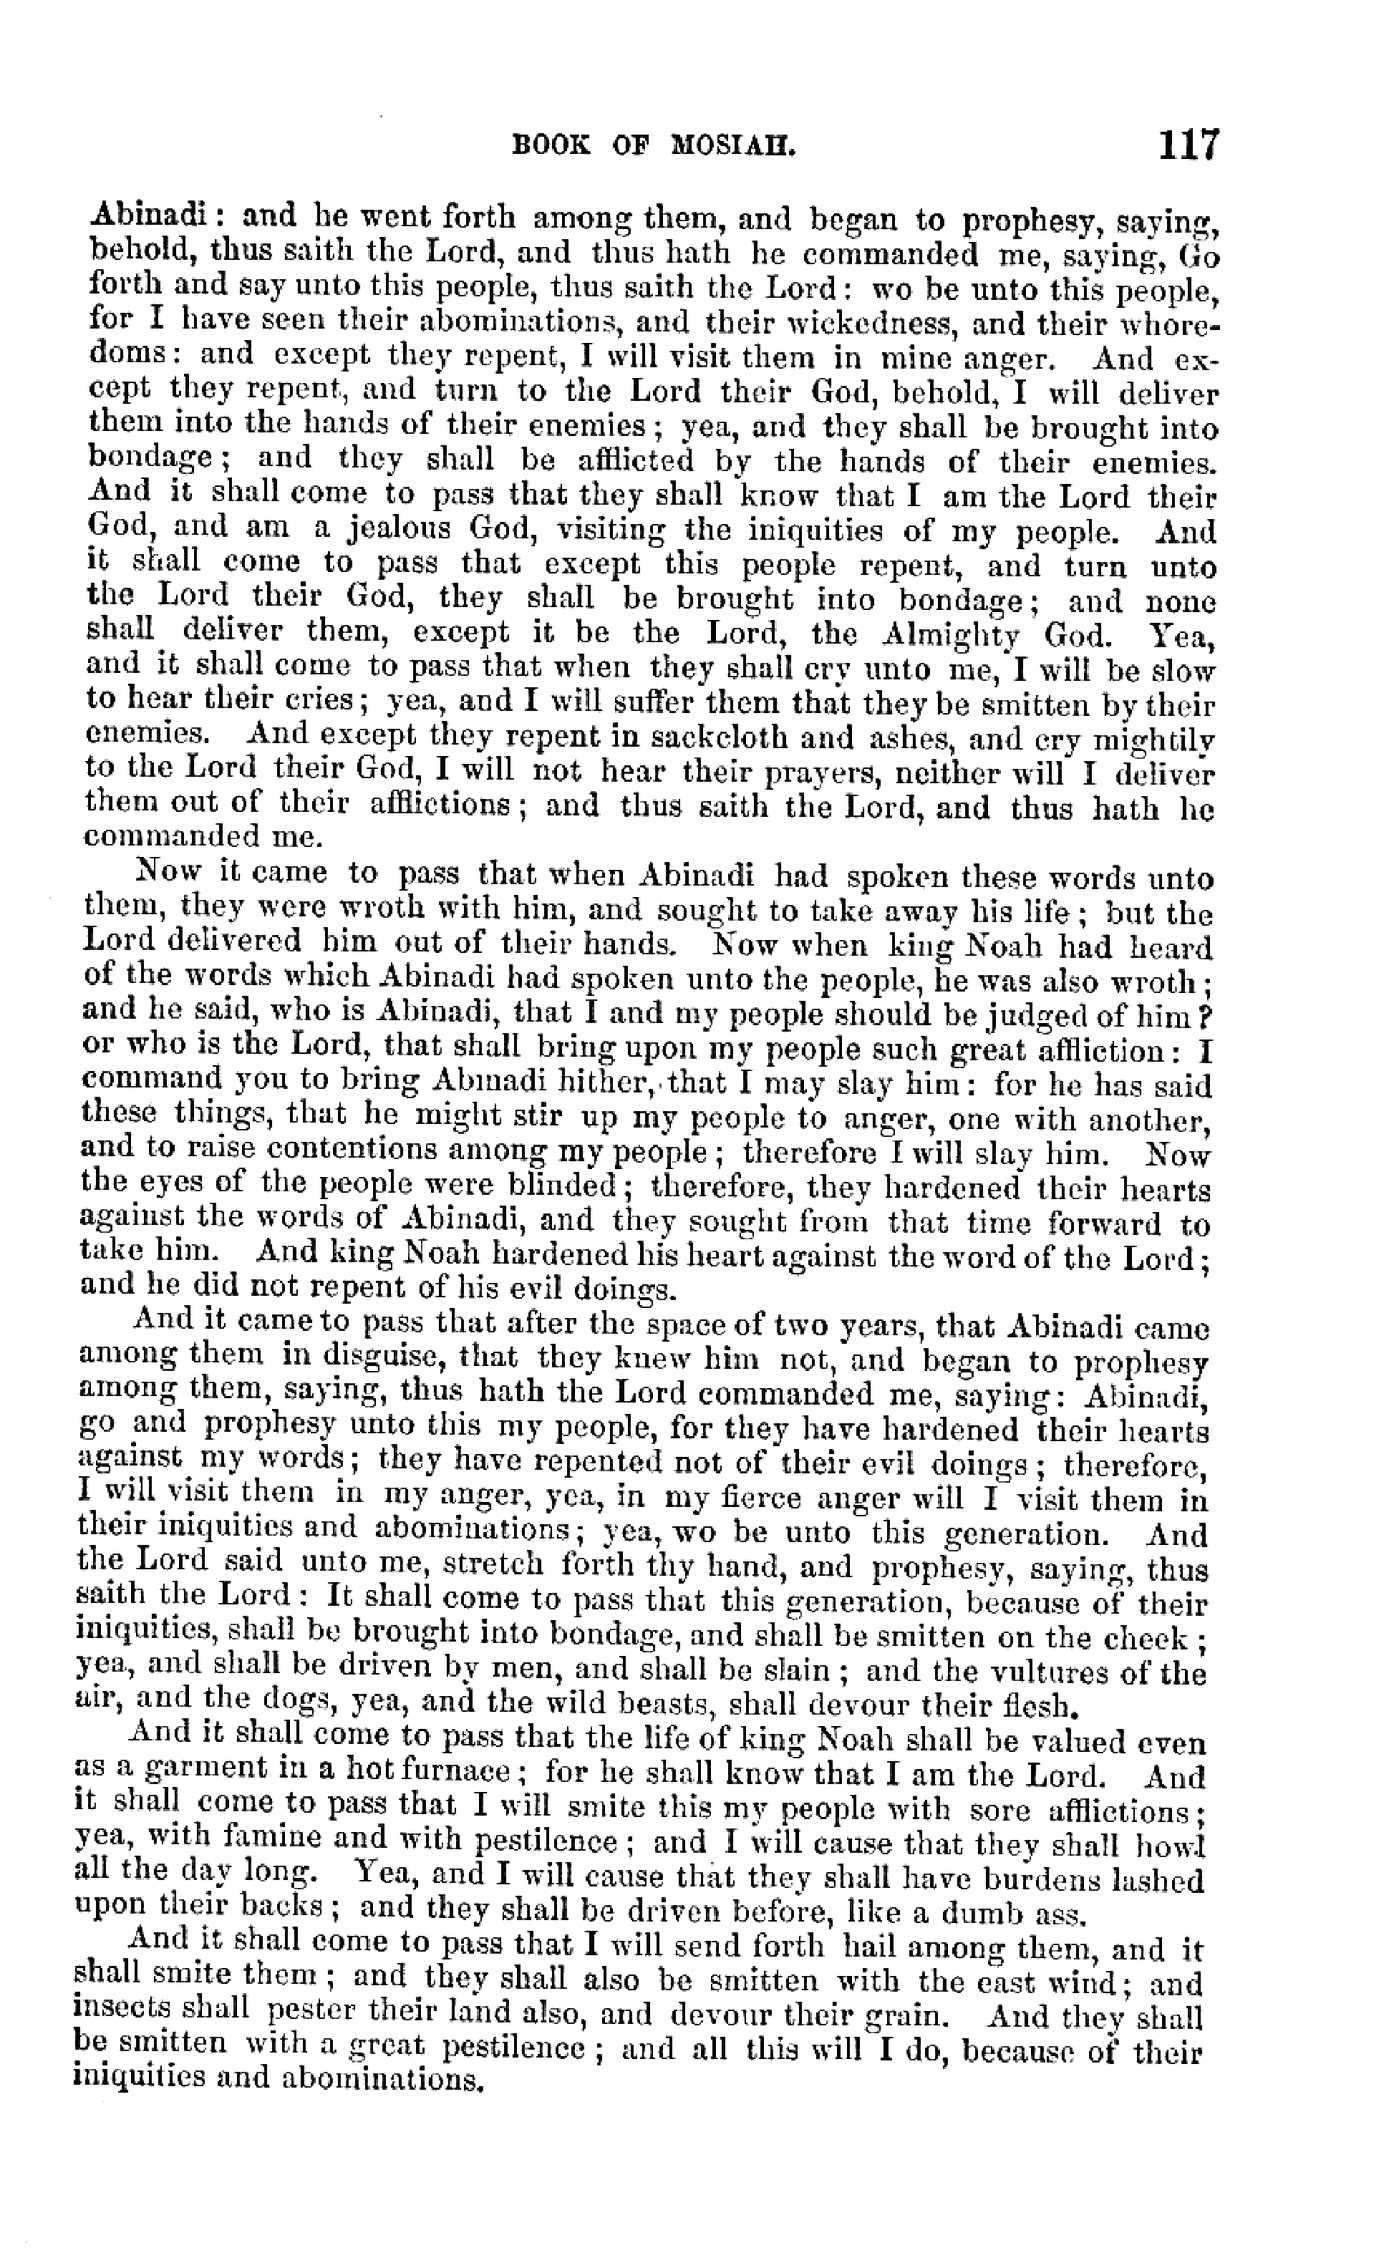 BOOK OF MOSIAH. 117
Abinadi: and he went forth among them, and began to prophesy, saying,
behold, thus saith the Lord, and thus hath he commanded me, saying, Go
forth and say unto this people, thus saith the Lord: wo be unto this people,
for I have seen their abominations, and their wickedness, and their whore-
doms: and except they repent, I will visit them in mine anger. And ex-
cept they repent, and turn to the Lord their God, behold, I will deliver
them into the hands of their enemies; yea, and they shall be brought into
bondage; and they shall be afflicted by the hands of their enemies.
And it shall come to pass that they shall know that I am the Lord their
God, and am a jealous God, visiting the iniquities of my people. And
it shall come to pass that except this people repent, and turn unto
the Lord their God, they shall be brought into bondage; and none
shall deliver them, except it be the Lord, the Almighty God. Yea,
and it shall come to pass that when they shall cry unto me, I will be slow
to hear their cries; yea, and I will suffer them that they be smitten by their
enemies. And except they repent in sackcloth and ashes, and cry mightily
to the Lord their God, I will not hear their prayers, neither will I deliver
them out of their afflictions; and thus saith the Lord, and thus hath he
commanded me.
Now it came to pass that when Abinadi had spoken these words unto
them, they were wroth with him, and sought to take away his life; but the
Lord delivered him out of their hands. Now when king Noah had heard
of the words which Abinadi had spoken unto the people, he was also wroth;
and he said, who is Abinadi, that I and my people should be judged of him?
or who is the Lord, that shall bring upon my people such great affliction: I
command you to bring Abinadi hither, that I may slay him: for he has said
these things, that he might stir up my people to anger, one with another,
and to raise contentions among my people; therefore I will slay him. Now
the eyes of the people were blinded; therefore, they hardened their hearts
against the words of Abinadi, and they sought from that time forward to
take him. And king Noah hardened his heart against the word of the Lord;
and he did not repent of his evil doings.
And it came to pass that after the space of two years, that Abinadi came
among them in disguise, that they knew him not, and began to prophesy
among them, saying, thus hath the Lord commanded me, saying: Abinadi,
go and prophesy unto this my people, for they have hardened their hearts
against my words; they have repented not of their evil doings; therefore,
I will visit them in my anger, yea, in my fierce anger will I visit them in
their iniquities and abominations; yea, wo be unto this generation. And
the Lord said unto me, stretch forth thy hand, and prophesy, saying, thus
saith the Lord: It shall come to pass that this generation, because of their
iniquities, shall be brought into bondage, and shall be smitten on the cheek;
yea, and shall be driven by men, and shall be slain; and the vultures of the
air, and the dogs, yea, and the wild beasts, shall devour their flesh.
And it shall come to pass that the life of king Noah shall be valued even
as a garment in a hot furnace; for he shall know that I am the Lord. And
it shall come to pass that I will smite this my people with sore afflictions;
yea, with famine and with pestilence; and I will cause that they shall howl
all the day long. Yea, and I will cause that they shall have burdens lashed
upon their backs; and they shall be driven before, like a dumb ass.
And it shall come to pass that I will send forth hail among them, and it
shall smite them; and they shall also be smitten with the east wind; and
insects shall pester their land also, and devour their grain. And they shall
be smitten with a great pestilence; and all this will I do, because of their
iniquities and abominations.